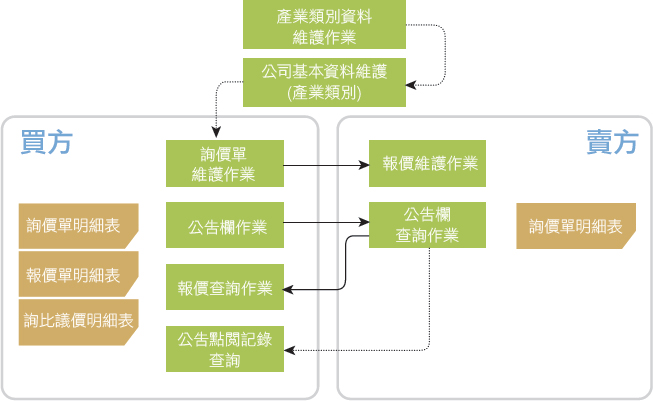 產業類別資料
維護作業
公司基本資料維護
(產業類別)
買方
詢價單
維護作業
公告欄作業
報價查詢作業
公告點閱記錄
查詢
詢價單明細表
報價單明細表
詢比議價明細表
賣方
報價維護作業
公告欄
查詢作業
詢價單明細表